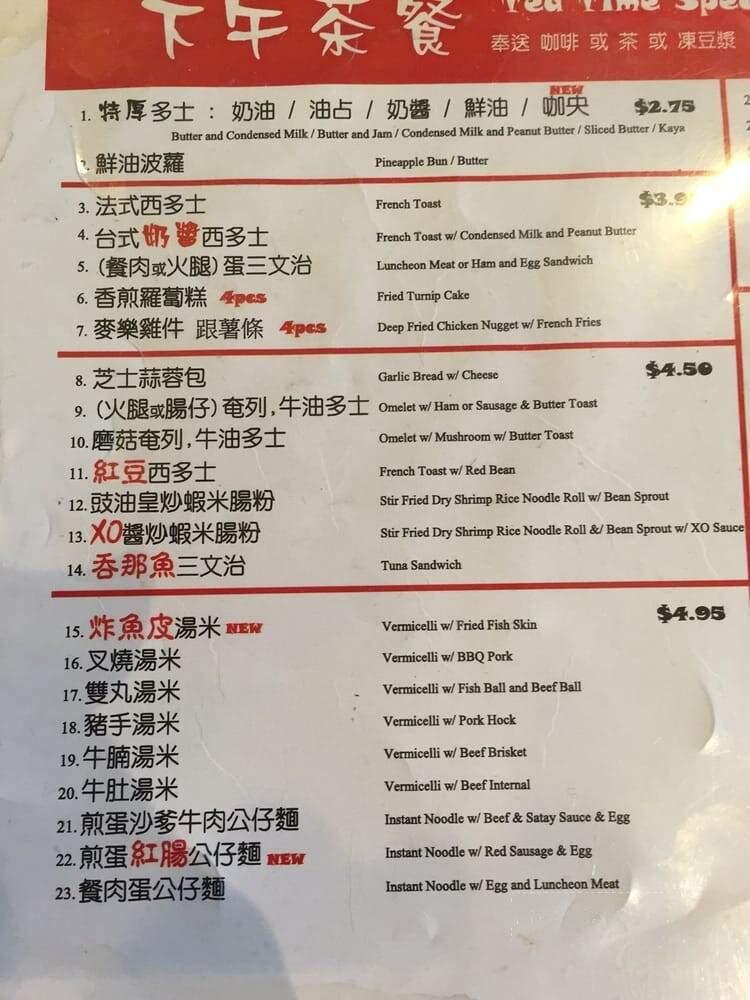 下午茶餐 Tea Time
奉送 咖啡 或 茶 或 凍豆漿
NEW
1. 特厚多士 : 奶油 / 油占 / 奶醬 / 鮮油 / 咖央 $2.75
Butter and Condensed Milk / Butter and Jam / Condensed Milk and Peanut Butter / Sliced Butter / Kaya
2. 鮮油波蘿 Pineapple Bun / Butter
3. 法式西多士 French Toast
4. 台式奶醬西多士 French Toast w/ Condensed Milk and Peanut Butter
5. (餐肉或火腿)蛋三文治 Luncheon Meat or Ham and Egg Sandwich
6. 香煎羅蔔糕 4pcs Fried Turnip Cake
7. 麥樂雞件 跟薯條 4pcs Deep Fried Chicken Nugget w/ French Fries
8. 芝士蒜蓉包 Garlic Bread w/ Cheese $4.50
9. (火腿或腸仔)奄列,牛油多士 Omelet w/ Ham or Sausage & Butter Toast
10. 磨菇奄列,牛油多士 Omelet w/ Mushroom w/ Butter Toast
11. 紅豆西多士 French Toast w/ Red Bean
12. 豉油皇炒蝦米腸粉 Stir Fried Dry Shrimp Rice Noodle Roll w/ Bean Sprout
13. XO醬炒蝦米腸粉 Stir Fried Dry Shrimp Rice Noodle Roll &/ Bean Sprout w/ XO Sauce
14. 吞那魚三文治 Tuna Sandwich
$4.95
15. 炸魚皮湯米 NEW Vermicelli w/ Fried Fish Skin
16. 叉燒湯米 Vermicelli w/ BBQ Pork
17. 雙丸湯米 Vermicelli w/ Fish Ball and Beef Ball
18. 豬手湯米 Vermicelli w/ Pork Hock
19. 牛腩湯米 Vermicelli w/ Beef Brisket
20. 牛肚湯米 Vermicelli w/ Beef Internal
21. 煎蛋沙爹牛肉公仔麵 Instant Noodle w/ Beef & Satay Sauce & Egg
22. 煎蛋紅腸公仔麵 NEW Instant Noodle w/ Red Sausage & Egg
23. 餐肉蛋公仔麵 Instant Noodle w/ Egg and Luncheon Meat